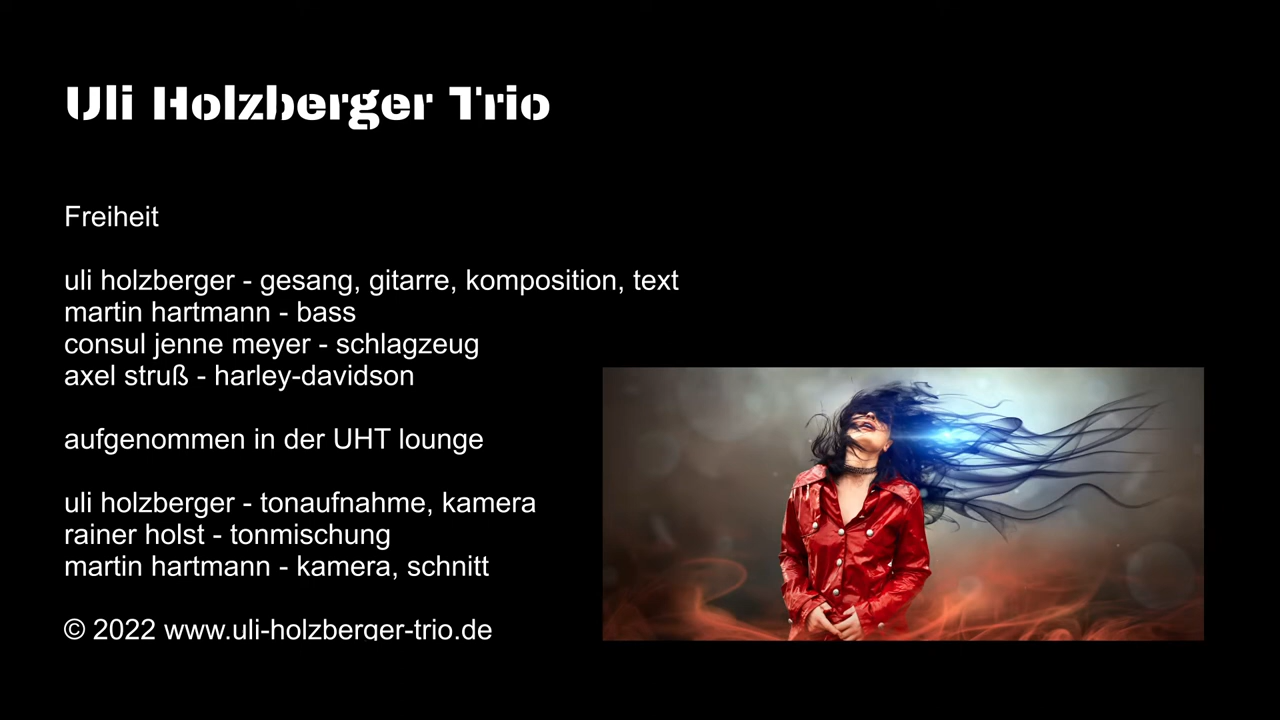 Uli Holzberger Trio
Freiheit
uli holzberger - gesang, gitarre, komposition, text
martin hartmann - bass
consul jenne meyer - schlagzeug
axel struß - harley-davidson
aufgenommen in der UHT lounge
uli holzberger - tonaufnahme, kamera
rainer holst - tonmischung
martin hartmann - kamera, schnitt
© 2022 www.uli-holzberger-trio.de